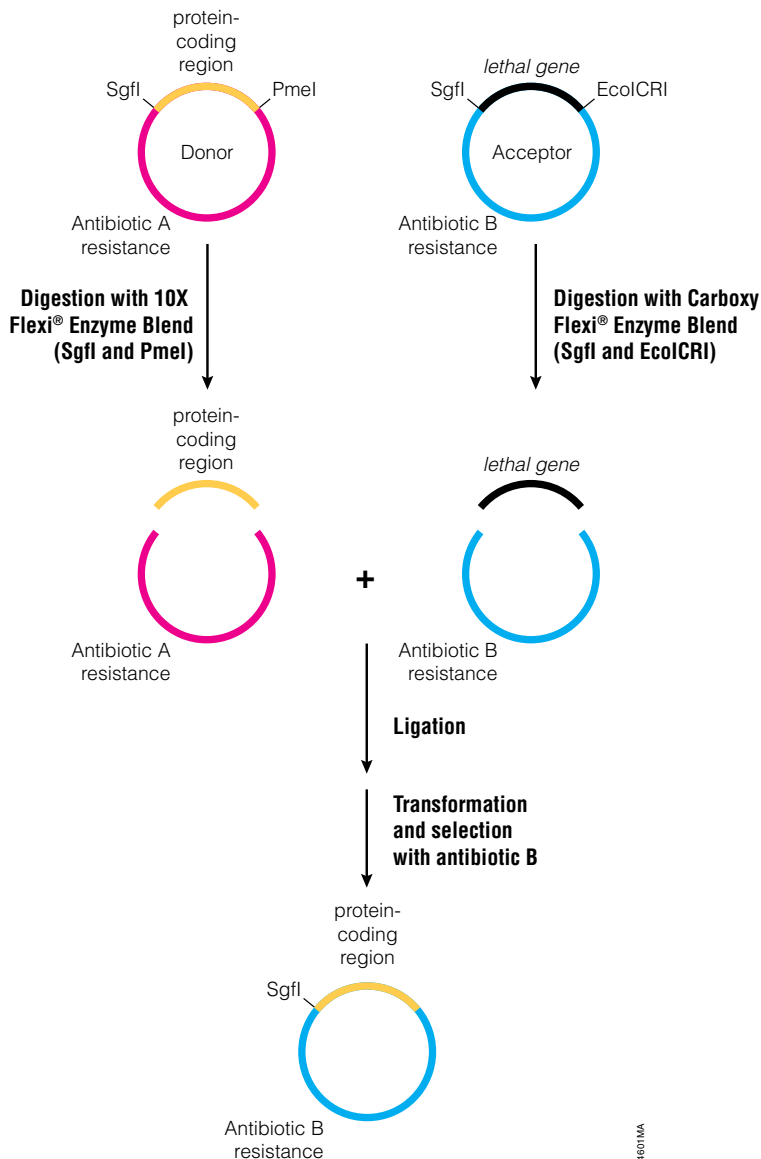 protein-
coding
region
SgfI
PmeI
Donor
Antibiotic A
resistance
lethal gene
SgfI
EcoICRI
Acceptor
Antibiotic B
resistance
Digestion with 10X
Flexi® Enzyme Blend
(SgfI and PmeI)
Digestion with Carboxy
Flexi® Enzyme Blend
(SgfI and EcoICRI)
protein-
coding
region
Antibiotic A
resistance
+
lethal gene
Antibiotic B
resistance
Ligation
Transformation
and selection
with antibiotic B
protein-
coding
region
SgfI
Antibiotic B
resistance
4601MA